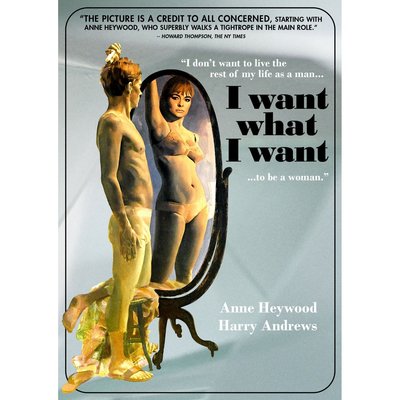 "THE PICTURE IS A CREDIT TO ALL CONCERNED, STARTING WITH
ANNE HEYWOOD, WHO SUPERBLY WALKS A TIGHTROPE IN THE MAIN ROLE."
– HOWARD THOMPSON, THE NY TIMES
"I don't want to live the
rest of my life as a man...
I want
what
I want
...to be a woman."
Anne Heywood
Harry Andrews